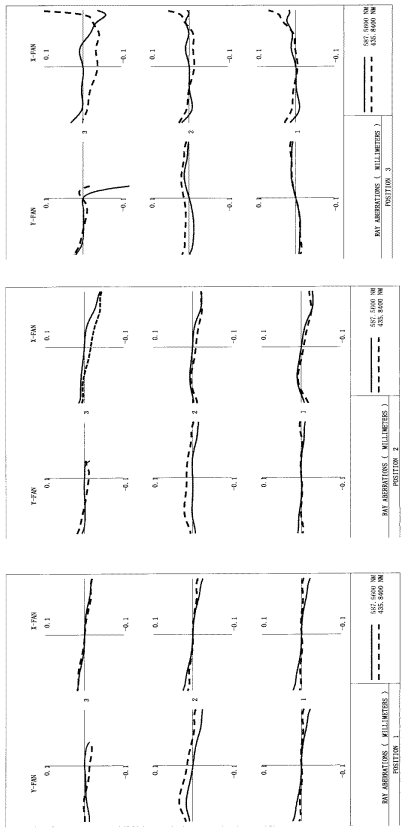 Y-FAN X-FAN
0.1 0.1
3
-0.1 -0.1
0.1 0.1
2
-0.1 -0.1
0.1 0.1
1
-0.1 -0.1
587.5600 NM
435.8400 NM
RAY ABERRATIONS ( MILLIMETERS )
POSITION 3
Y-FAN X-FAN
0.1 0.1
3
-0.1 -0.1
0.1 0.1
2
-0.1 -0.1
0.1 0.1
1
-0.1 -0.1
587.5600 NM
435.8400 NM
RAY ABERRATIONS ( MILLIMETERS )
POSITION 2
Y-FAN X-FAN
0.1 0.1
3
-0.1 -0.1
0.1 0.1
2
-0.1 -0.1
0.1 0.1
1
-0.1 -0.1
587.5600 NM
435.8400 NM
RAY ABERRATIONS ( MILLIMETERS )
POSITION 1